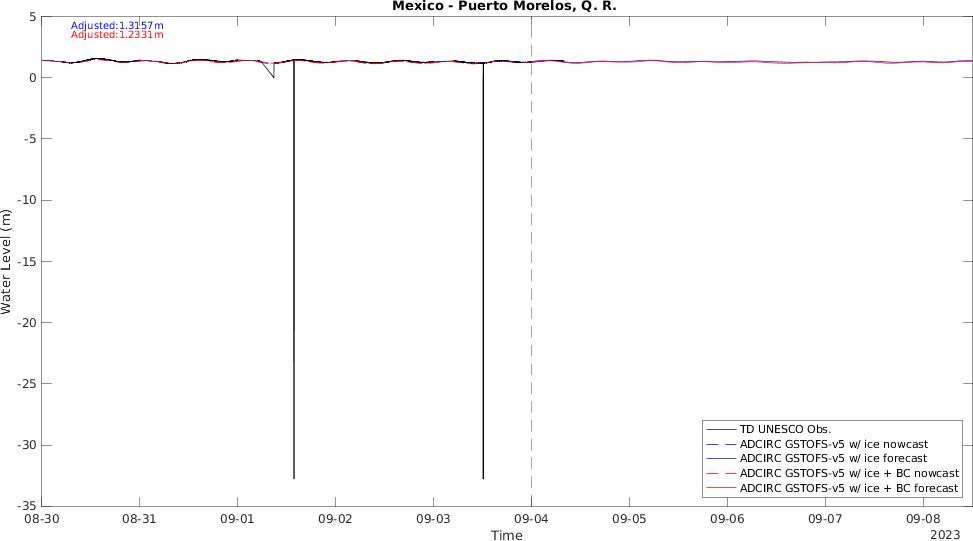 Mexico - Puerto Morelos, Q. R.
Adjusted:1.3157m
Adjusted:1.2331m
5
0
-5
-10
-15
-20
-25
-30
-35
Water Level (m)
TD UNESCO Obs.
ADCIRC GSTOFS-v5 w/ ice nowcast
ADCIRC GSTOFS-v5 w/ ice forecast
ADCIRC GSTOFS-v5 w/ ice + BC nowcast
ADCIRC GSTOFS-v5 w/ ice + BC forecast
08-30 08-31 09-01 09-02 09-03 09-04 09-05 09-06 09-07 09-08
Time
2023